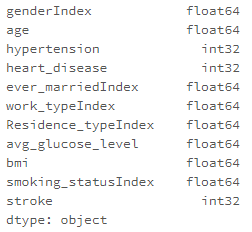 genderIndex float64
age float64
hypertension int32
heart_disease int32
ever_marriedIndex float64
work_typeIndex float64
Residence_typeIndex float64
avg_glucose_level float64
bmi float64
smoking_statusIndex float64
stroke int32
dtype: object